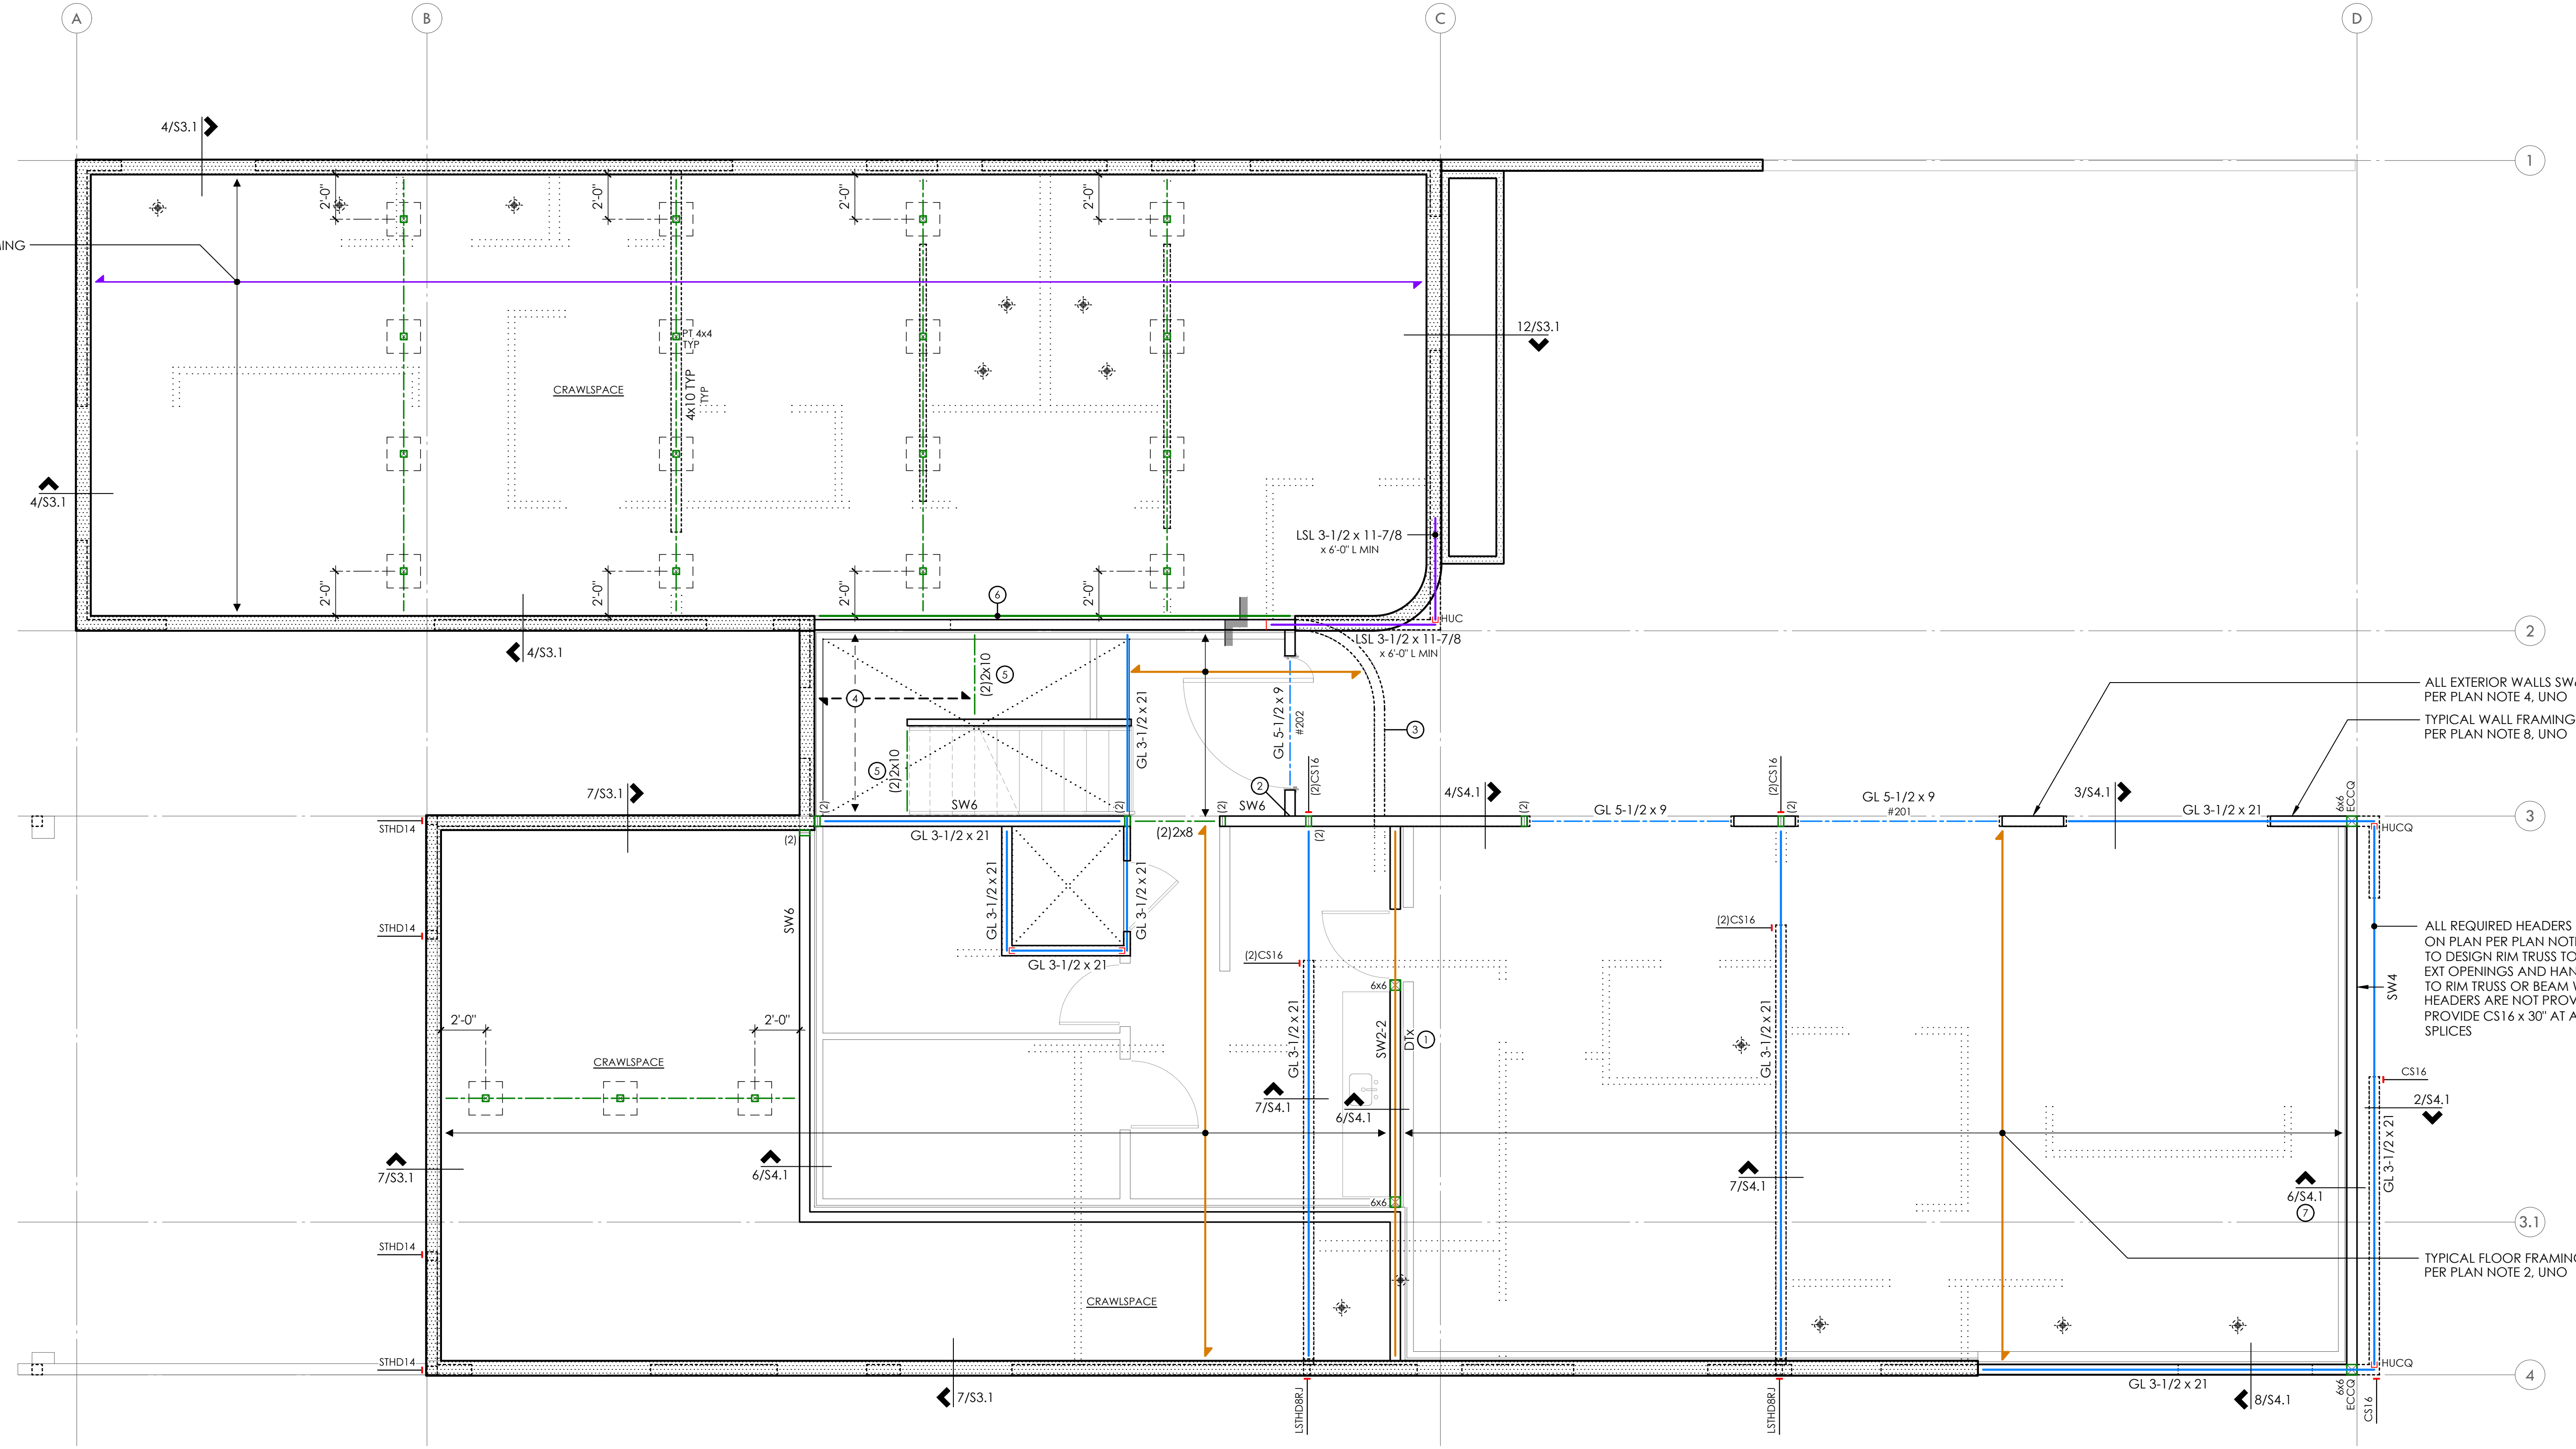 A
B
C
D
4/S3.1
1
2'-0"
2'-0"
2'-0"
2'-0"
MING
12/S3.1
PT 4x4
TYP
CRAWLSPACE
4x10 TYP
TYP
4/S3.1
LSL 3-1/2 x 11-7/8
x 6'-0" L MIN
2'-0"
2'-0"
2'-0"
2'-0"
6
HUC
2
LSL 3-1/2 x 11-7/8
x 6'-0" L MIN
4/S3.1
(2)2x10
5
4
GL 3-1/2 x 21
GL 5-1/2 x 9
#202
3
ALL EXTERIOR WALLS SW6
PER PLAN NOTE 4, UNO
TYPICAL WALL FRAMING
PER PLAN NOTE 8, UNO
5
(2)2x10
2
(2)CS16
(2)CS16
7/S3.1
4/S4.1
3/S4.1
6x6
ECCQ
(2)
SW6
(2)
(2)
SW6
(2)
GL 5-1/2 x 9
(2)
GL 5-1/2 x 9
#201
GL 3-1/2 x 21
3
STHD14
(2)
GL 3-1/2 x 21
(2)2x8
(2)
HUCQ
SW6
GL 3-1/2 x 21
GL 3-1/2 x 21
STHD14
(2)CS16
(2)CS16
GL 3-1/2 x 21
ALL REQUIRED HEADERS
ON PLAN PER PLAN NOTE
TO DESIGN RIM TRUSS TO
EXT OPENINGS AND HAN
TO RIM TRUSS OR BEAM W
HEADERS ARE NOT PROV
PROVIDE CS16 x 30" AT A
SPLICES
SW4
6x6
2'-0"
2'-0"
CRAWLSPACE
GL 3-1/2 x 21
SW2-2
DTx
1
GL 3-1/2 x 21
CS16
7/S4.1
6/S4.1
2/S4.1
GL 3-1/2 x 21
7/S3.1
6/S4.1
7/S4.1
6/S4.1
7
6x6
3.1
STHD14
TYPICAL FLOOR FRAMING
PER PLAN NOTE 2, UNO
CRAWLSPACE
STHD14
HUCQ
4
7/S3.1
LSTHD8RJ
LSTHD8RJ
GL 3-1/2 x 21
8/S4.1
6x6
ECCQ
CS16